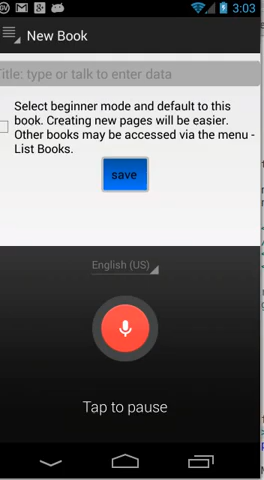 3:03
New Book
Title: type or talk to enter data
Select beginner mode and default to this
book. Creating new pages will be easier.
Other books may be accessed via the menu -
List Books.
save
English (US)
Tap to pause